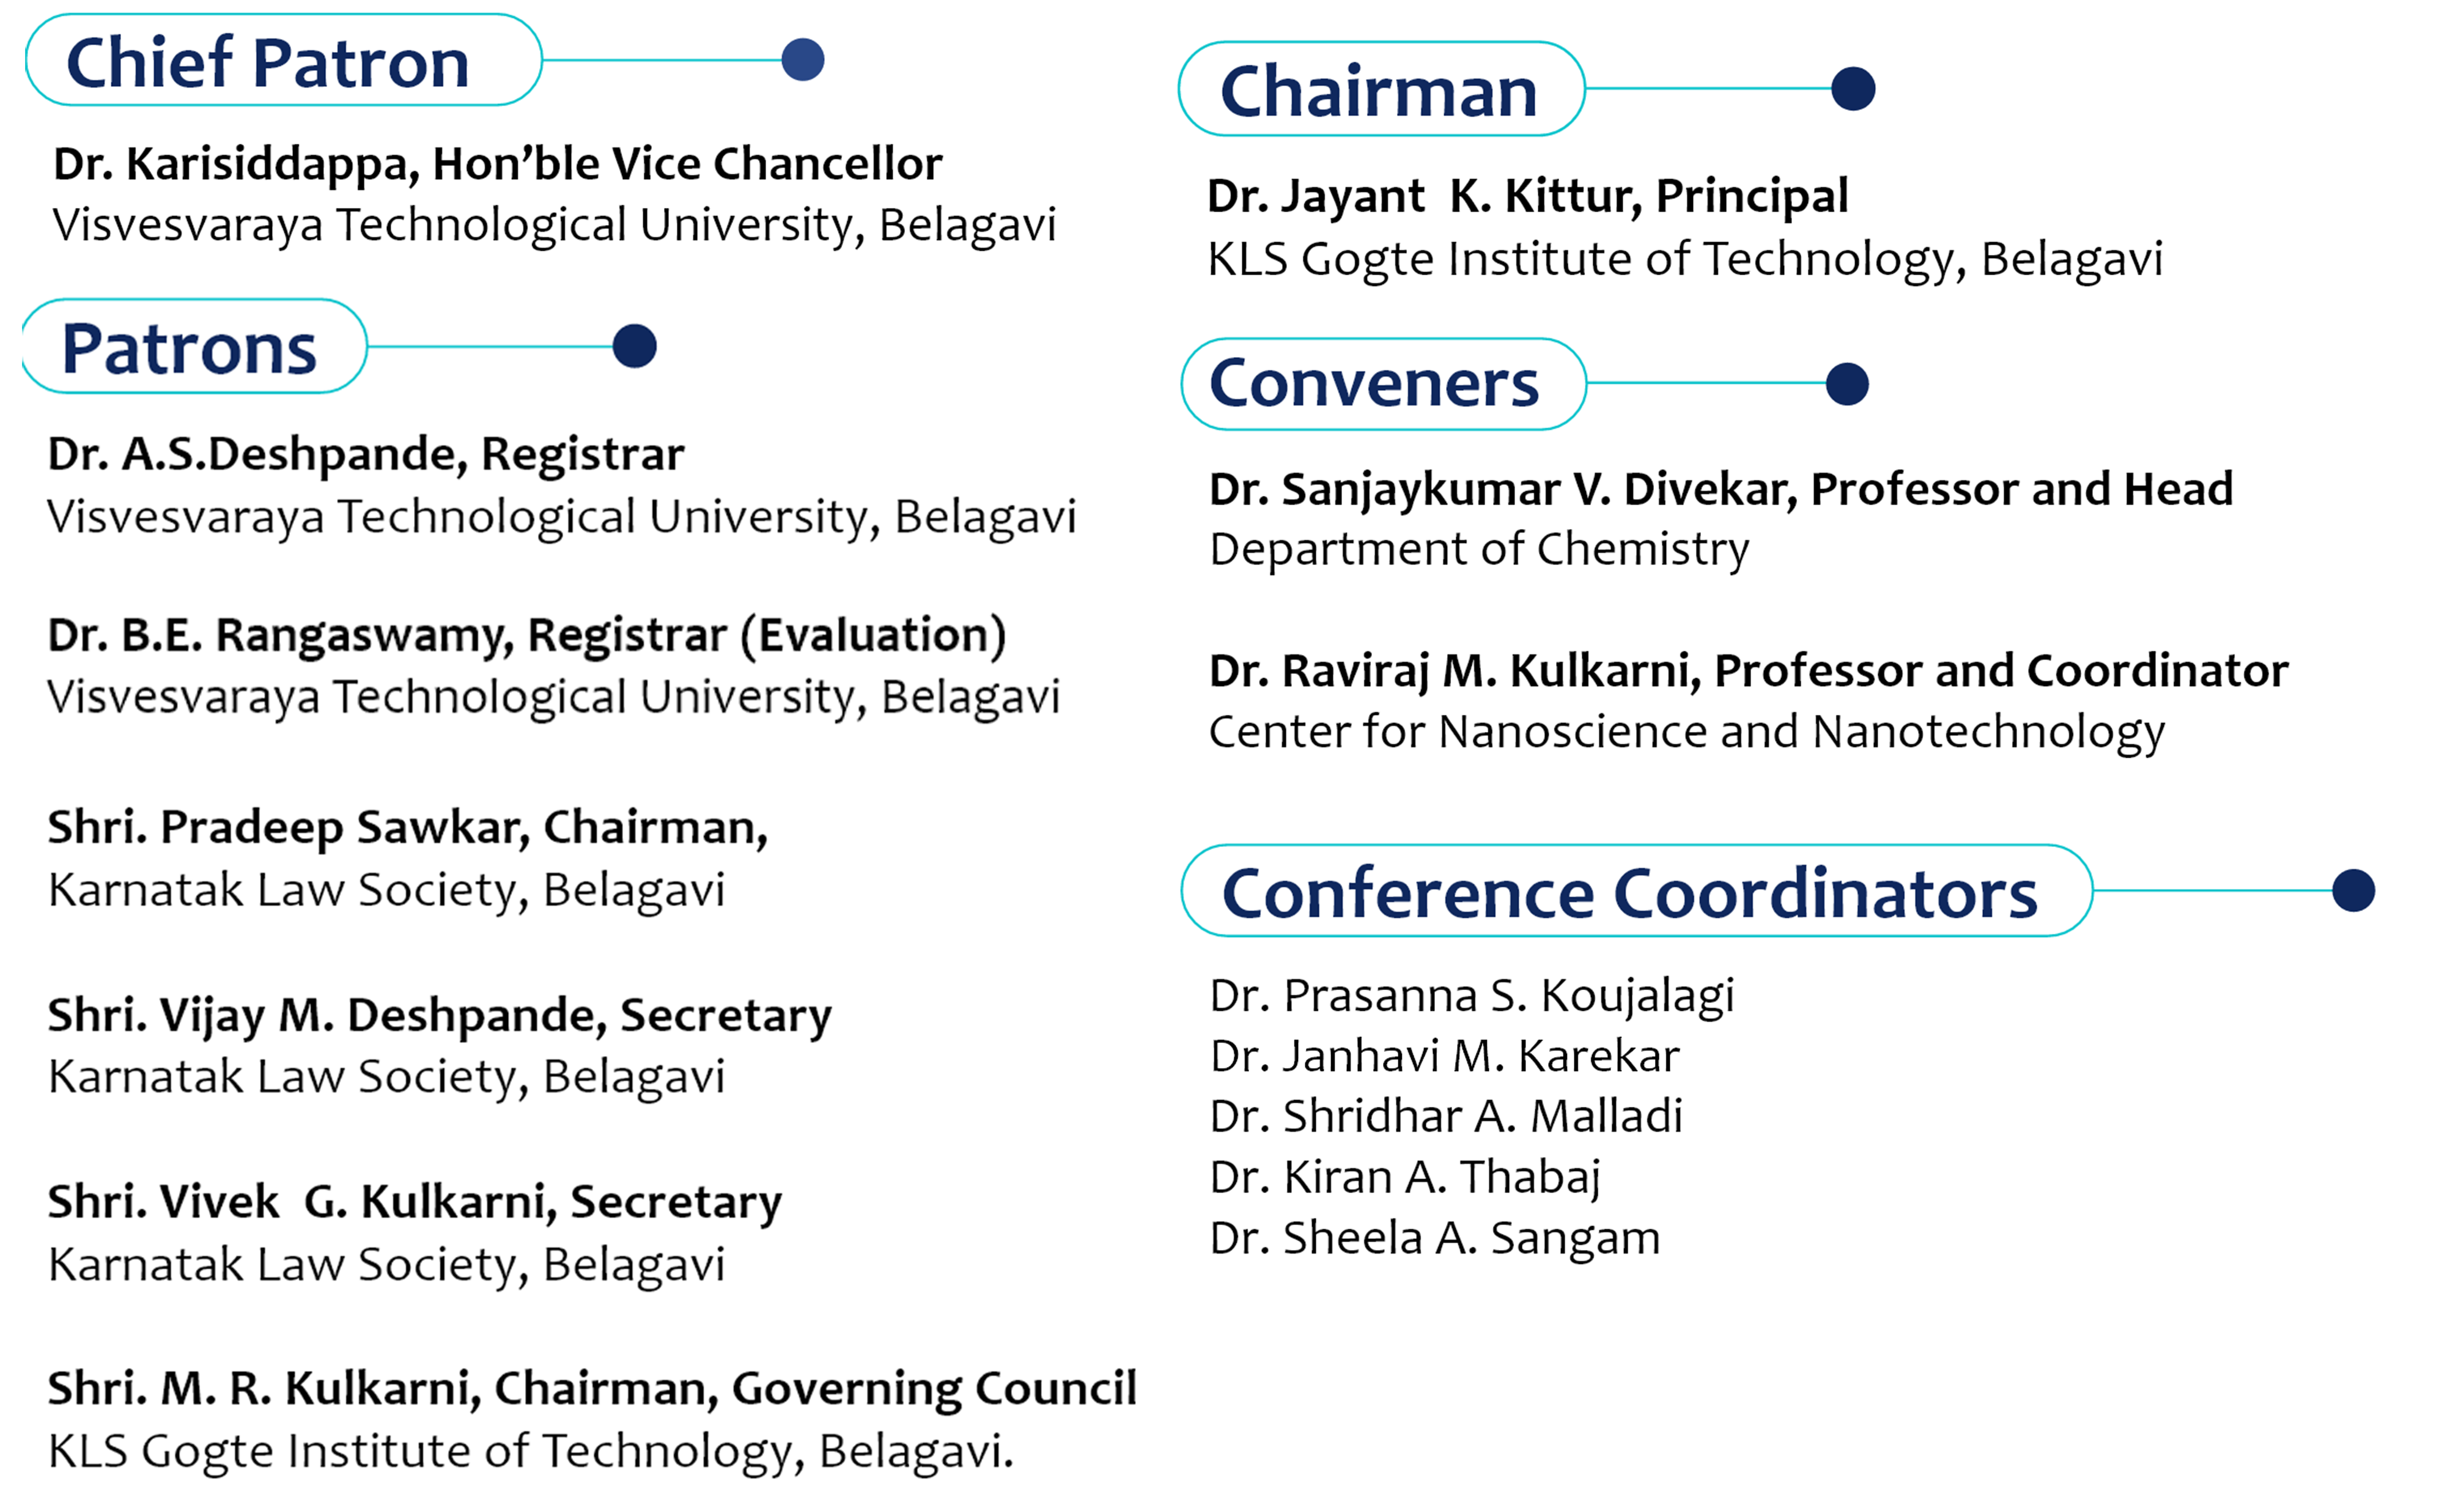 Chief Patron
Dr. Karisiddappa, Hon’ble Vice Chancellor
Visvesvaraya Technological University, Belagavi
Patrons
Dr. A.S.Deshpande, Registrar
Visvesvaraya Technological University, Belagavi
Dr. B.E. Rangaswamy, Registrar (Evaluation)
Visvesvaraya Technological University, Belagavi
Shri. Pradeep Sawkar, Chairman,
Karnatak Law Society, Belagavi
Shri. Vijay M. Deshpande, Secretary
Karnatak Law Society, Belagavi
Shri. Vivek  G. Kulkarni, Secretary
Karnatak Law Society, Belagavi
Shri. M. R. Kulkarni, Chairman, Governing Council
KLS Gogte Institute of Technology, Belagavi.
Chairman
Dr. Jayant  K. Kittur, Principal
KLS Gogte Institute of Technology, Belagavi
Conveners
Dr. Sanjaykumar V. Divekar, Professor and Head
Department of Chemistry
Dr. Raviraj M. Kulkarni, Professor and Coordinator
Center for Nanoscience and Nanotechnology
Conference Coordinators
Dr. Prasanna S. Koujalagi
Dr. Janhavi M. Karekar
Dr. Shridhar A. Malladi
Dr. Kiran A. Thabaj
Dr. Sheela A. Sangam